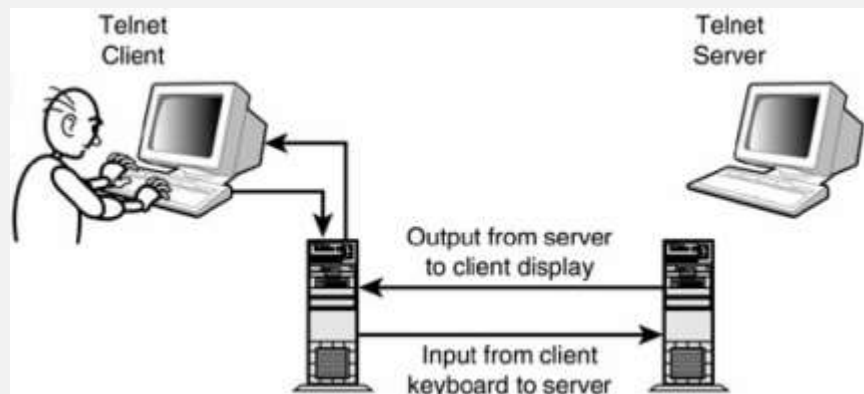 Telnet
Client
Telnet
Server
Output from server
to client display
Input from client
keyboard to server